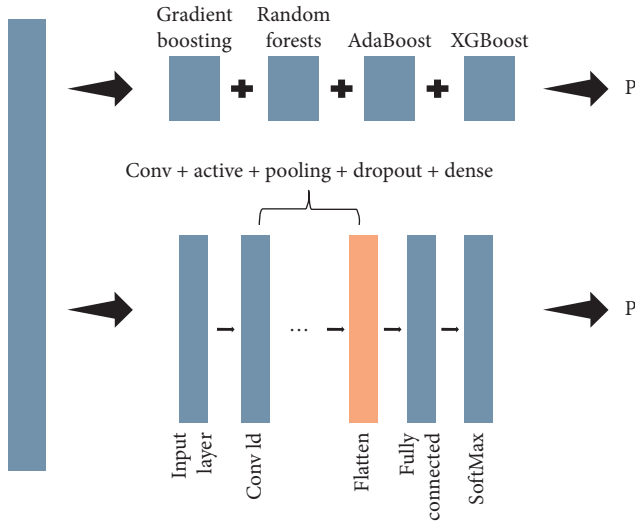 Gradient
boosting
Random
forests
AdaBoost
XGBoost
P
Conv + active + pooling + dropout + dense
...
P
Input
layer
Conv ld
Flatten
Fully
connected
SoftMax